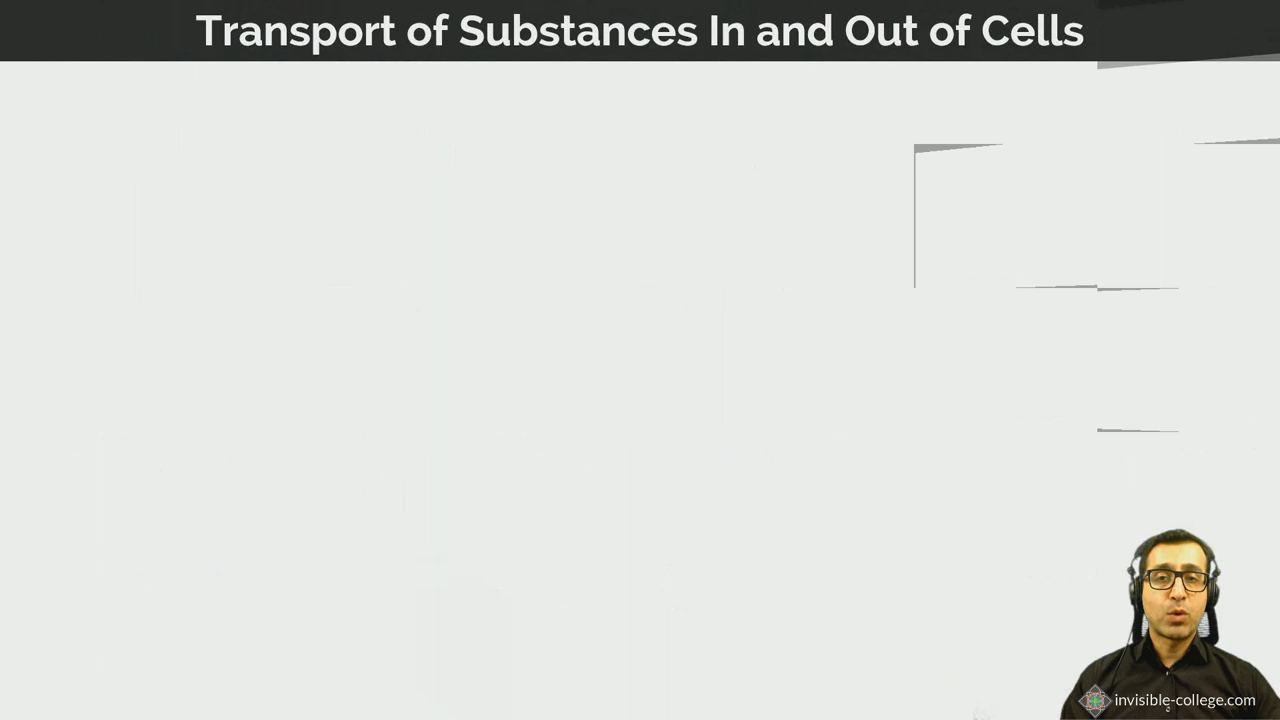 Transport of Substances In and Out of Cells
invisible-college.com